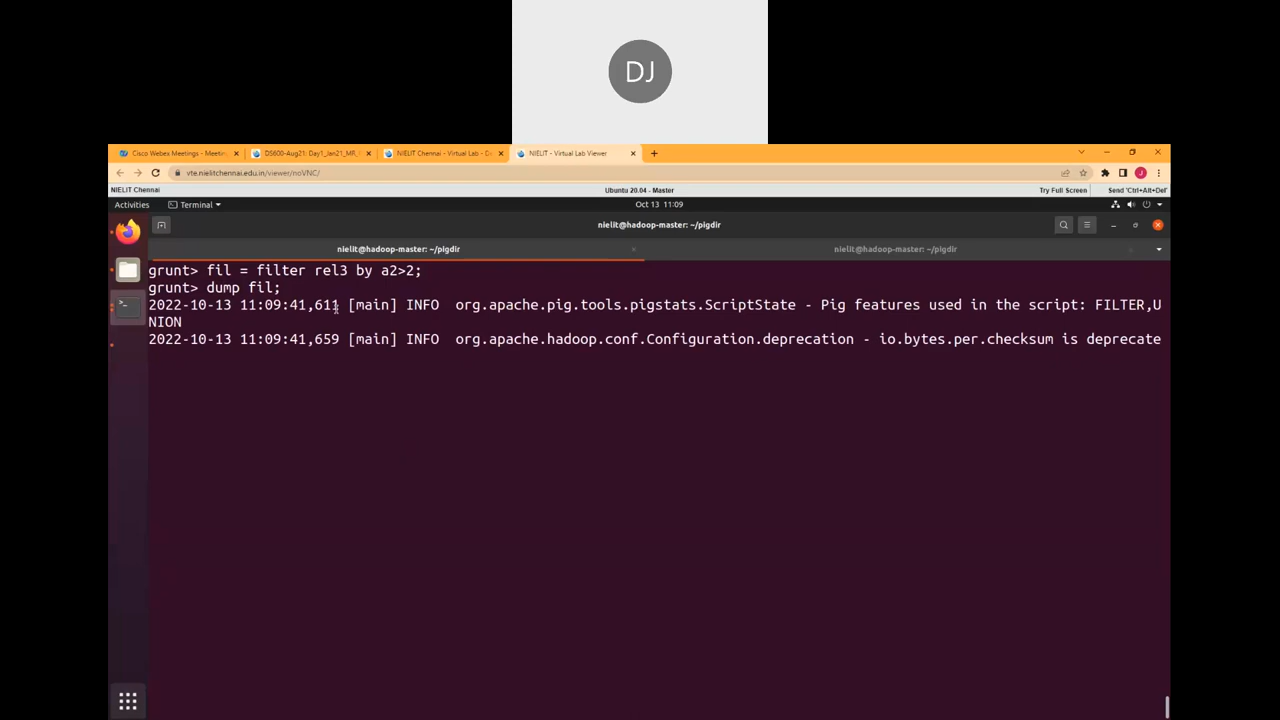 DJ
Cisco Webex Meetings - Meetin
DS600-Aug21: Day1_Jan21_MR_
NIELIT Chennai - Virtual Lab - D
NIELIT - Virtual Lab Viewer
vte.nielitchennai.edu.in/viewer/noVNC/
NIELIT Chennai
Ubuntu 20.04 - Master
Try Full Screen
Send 'Ctrl+Alt+Del'
Activities
Terminal
Oct 13 11:09
nielit@hadoop-master: ~/pigdir
nielit@hadoop-master: ~/pigdir
nielit@hadoop-master: ~/pigdir
grunt> fil = filter rel3 by a2>2;
grunt> dump fil;
2022-10-13 11:09:41,611 [main] INFO  org.apache.pig.tools.pigstats.ScriptState - Pig features used in the script: FILTER,U
NION
2022-10-13 11:09:41,659 [main] INFO  org.apache.hadoop.conf.Configuration.deprecation - io.bytes.per.checksum is deprecate